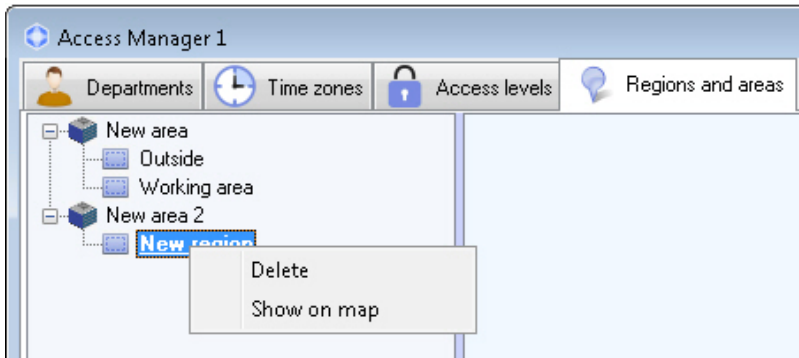 Access Manager 1
Departments Time zones Access levels Regions and areas
New area
Outside
Working area
New area 2
New region
Delete
Show on map